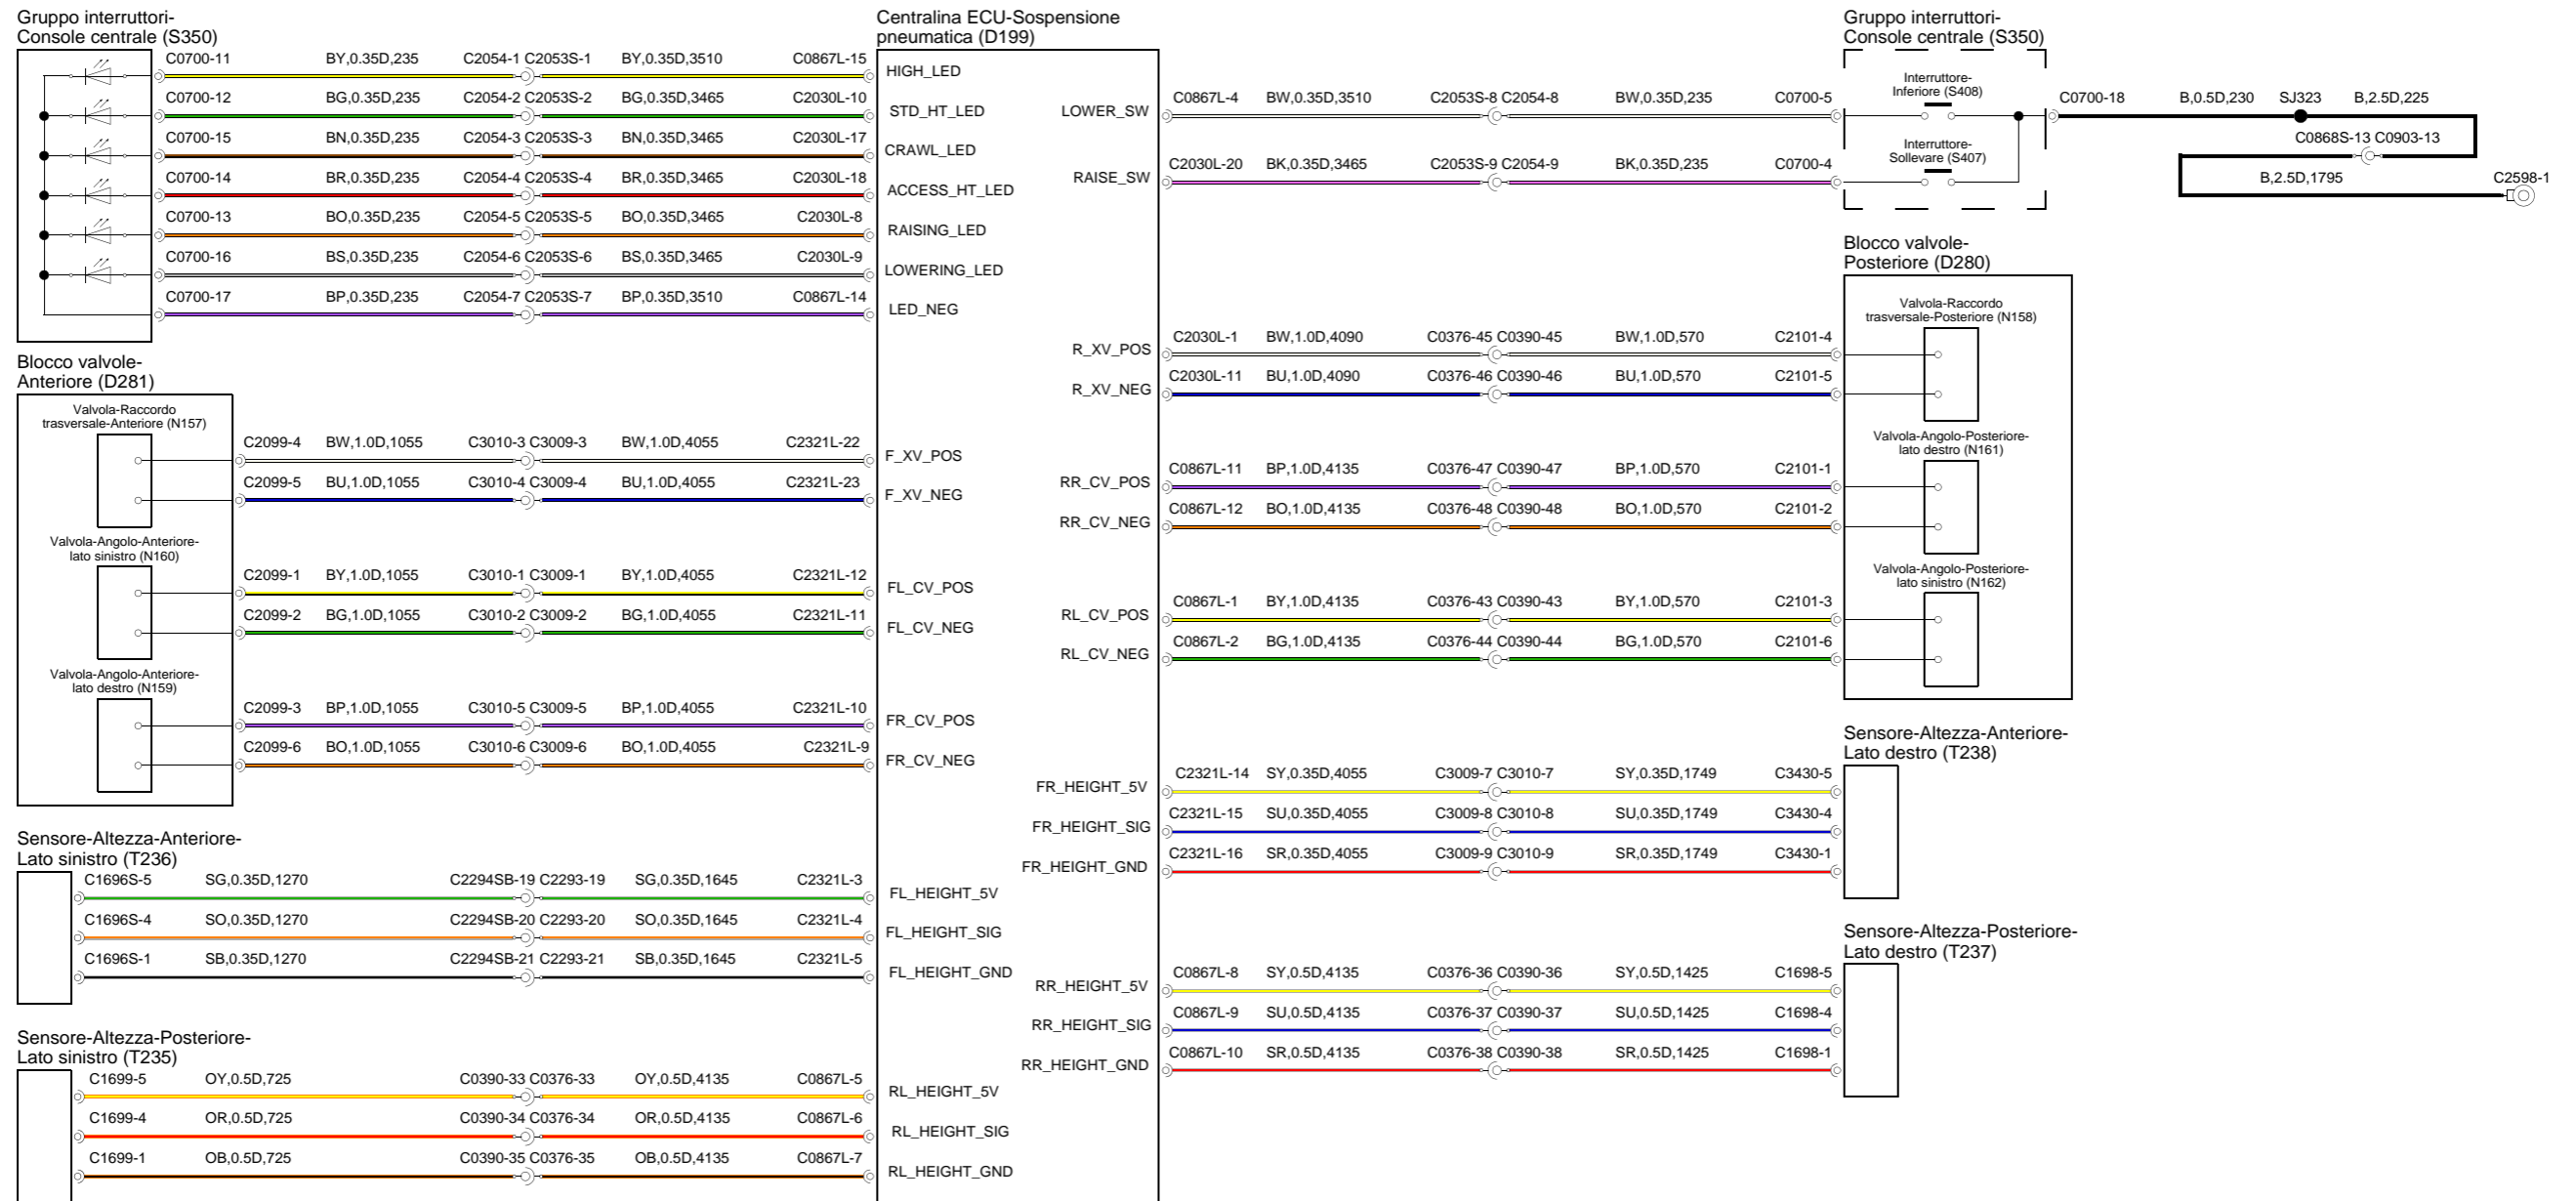 Gruppo interruttori-
Console centrale (S350)
C0700-11 BY,0.35D,235 C2054-1 C2053S-1 BY,0.35D,3510 C0867L-15
C0700-12 BG,0.35D,235 C2054-2 C2053S-2 BG,0.35D,3465 C2030L-10
C0700-15 BN,0.35D,235 C2054-3 C2053S-3 BN,0.35D,3465 C2030L-17
C0700-14 BR,0.35D,235 C2054-4 C2053S-4 BR,0.35D,3465 C2030L-18
C0700-13 BO,0.35D,235 C2054-5 C2053S-5 BO,0.35D,3465 C2030L-8
C0700-16 BS,0.35D,235 C2054-6 C2053S-6 BS,0.35D,3465 C2030L-9
C0700-17 BP,0.35D,235 C2054-7 C2053S-7 BP,0.35D,3510 C0867L-14
Blocco valvole-
Anteriore (D281)
Valvola-Raccordo
trasversale-Anteriore (N157)
C2099-4 BW,1.0D,1055 C3010-3 C3009-3 BW,1.0D,4055 C2321L-22
C2099-5 BU,1.0D,1055 C3010-4 C3009-4 BU,1.0D,4055 C2321L-23
Valvola-Angolo-Anteriore-
lato sinistro (N160)
C2099-1 BY,1.0D,1055 C3010-1 C3009-1 BY,1.0D,4055 C2321L-12
C2099-2 BG,1.0D,1055 C3010-2 C3009-2 BG,1.0D,4055 C2321L-11
Valvola-Angolo-Anteriore-
lato destro (N159)
C2099-3 BP,1.0D,1055 C3010-5 C3009-5 BP,1.0D,4055 C2321L-10
C2099-6 BO,1.0D,1055 C3010-6 C3009-6 BO,1.0D,4055 C2321L-9
Sensore-Altezza-Anteriore-
Lato sinistro (T236)
C1696S-5 SG,0.35D,1270 C2294SB-19 C2293-19 SG,0.35D,1645 C2321L-3
C1696S-4 SO,0.35D,1270 C2294SB-20 C2293-20 SO,0.35D,1645 C2321L-4
C1696S-1 SB,0.35D,1270 C2294SB-21 C2293-21 SB,0.35D,1645 C2321L-5
Sensore-Altezza-Posteriore-
Lato sinistro (T235)
C1699-5 OY,0.5D,725 C0390-33 C0376-33 OY,0.5D,4135 C0867L-5
C1699-4 OR,0.5D,725 C0390-34 C0376-34 OR,0.5D,4135 C0867L-6
C1699-1 OB,0.5D,725 C0390-35 C0376-35 OB,0.5D,4135 C0867L-7
Centralina ECU-Sospensione
pneumatica (D199)
HIGH_LED
STD_HT_LED
CRAWL_LED
ACCESS_HT_LED
RAISING_LED
LOWERING_LED
LED_NEG
F_XV_POS
F_XV_NEG
FL_CV_POS
FL_CV_NEG
FR_CV_POS
FR_CV_NEG
FL_HEIGHT_5V
FL_HEIGHT_SIG
FL_HEIGHT_GND
RL_HEIGHT_5V
RL_HEIGHT_SIG
RL_HEIGHT_GND
LOWER_SW
RAISE_SW
R_XV_POS
R_XV_NEG
RR_CV_POS
RR_CV_NEG
RL_CV_POS
RL_CV_NEG
FR_HEIGHT_5V
FR_HEIGHT_SIG
FR_HEIGHT_GND
RR_HEIGHT_5V
RR_HEIGHT_SIG
RR_HEIGHT_GND
C0867L-4 BW,0.35D,3510 C2053S-8 C2054-8 BW,0.35D,235 C0700-5
C2030L-20 BK,0.35D,3465 C2053S-9 C2054-9 BK,0.35D,235 C0700-4
C2030L-1 BW,1.0D,4090 C0376-45 C0390-45 BW,1.0D,570 C2101-4
C2030L-11 BU,1.0D,4090 C0376-46 C0390-46 BU,1.0D,570 C2101-5
C0867L-11 BP,1.0D,4135 C0376-47 C0390-47 BP,1.0D,570 C2101-1
C0867L-12 BO,1.0D,4135 C0376-48 C0390-48 BO,1.0D,570 C2101-2
C0867L-1 BY,1.0D,4135 C0376-43 C0390-43 BY,1.0D,570 C2101-3
C0867L-2 BG,1.0D,4135 C0376-44 C0390-44 BG,1.0D,570 C2101-6
C2321L-14 SY,0.35D,4055 C3009-7 C3010-7 SY,0.35D,1749 C3430-5
C2321L-15 SU,0.35D,4055 C3009-8 C3010-8 SU,0.35D,1749 C3430-4
C2321L-16 SR,0.35D,4055 C3009-9 C3010-9 SR,0.35D,1749 C3430-1
C0867L-8 SY,0.5D,4135 C0376-36 C0390-36 SY,0.5D,1425 C1698-5
C0867L-9 SU,0.5D,4135 C0376-37 C0390-37 SU,0.5D,1425 C1698-4
C0867L-10 SR,0.5D,4135 C0376-38 C0390-38 SR,0.5D,1425 C1698-1
Gruppo interruttori-
Console centrale (S350)
Interruttore-
Inferiore (S408)
Interruttore-
Sollevare (S407)
C0700-18 B,0.5D,230 SJ323 B,2.5D,225
C0868S-13 C0903-13
B,2.5D,1795 C2598-1
Blocco valvole-
Posteriore (D280)
Valvola-Raccordo
trasversale-Posteriore (N158)
Valvola-Angolo-Posteriore-
lato destro (N161)
Valvola-Angolo-Posteriore-
lato sinistro (N162)
Sensore-Altezza-Anteriore-
Lato destro (T238)
Sensore-Altezza-Posteriore-
Lato destro (T237)